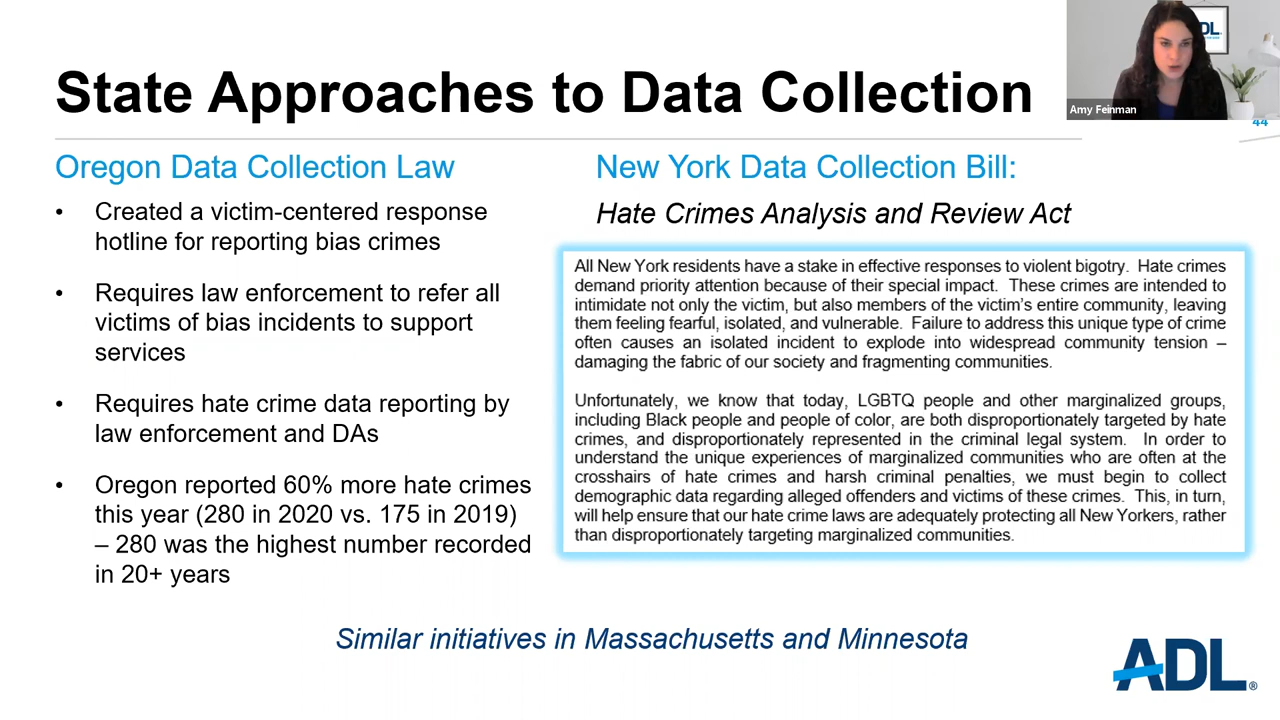 State Approaches to Data Collection
DL
Amy Feinman
44
Oregon Data Collection Law
• Created a victim-centered response
hotline for reporting bias crimes
• Requires law enforcement to refer all
victims of bias incidents to support
services
• Requires hate crime data reporting by
law enforcement and DAs
• Oregon reported 60% more hate crimes
this year (280 in 2020 vs. 175 in 2019)
– 280 was the highest number recorded
in 20+ years
New York Data Collection Bill:
Hate Crimes Analysis and Review Act
All New York residents have a stake in effective responses to violent bigotry. Hate crimes
demand priority attention because of their special impact. These crimes are intended to
intimidate not only the victim, but also members of the victim's entire community, leaving
them feeling fearful, isolated, and vulnerable. Failure to address this unique type of crime
often causes an isolated incident to explode into widespread community tension –
damaging the fabric of our society and fragmenting communities.
Unfortunately, we know that today, LGBTQ people and other marginalized groups,
including Black people and people of color, are both disproportionately targeted by hate
crimes, and disproportionately represented in the criminal legal system. In order to
understand the unique experiences of marginalized communities who are often at the
crosshairs of hate crimes and harsh criminal penalties, we must begin to collect
demographic data regarding alleged offenders and victims of these crimes. This, in turn,
will help ensure that our hate crime laws are adequately protecting all New Yorkers, rather
than disproportionately targeting marginalized communities.
Similar initiatives in Massachusetts and Minnesota
ADL®